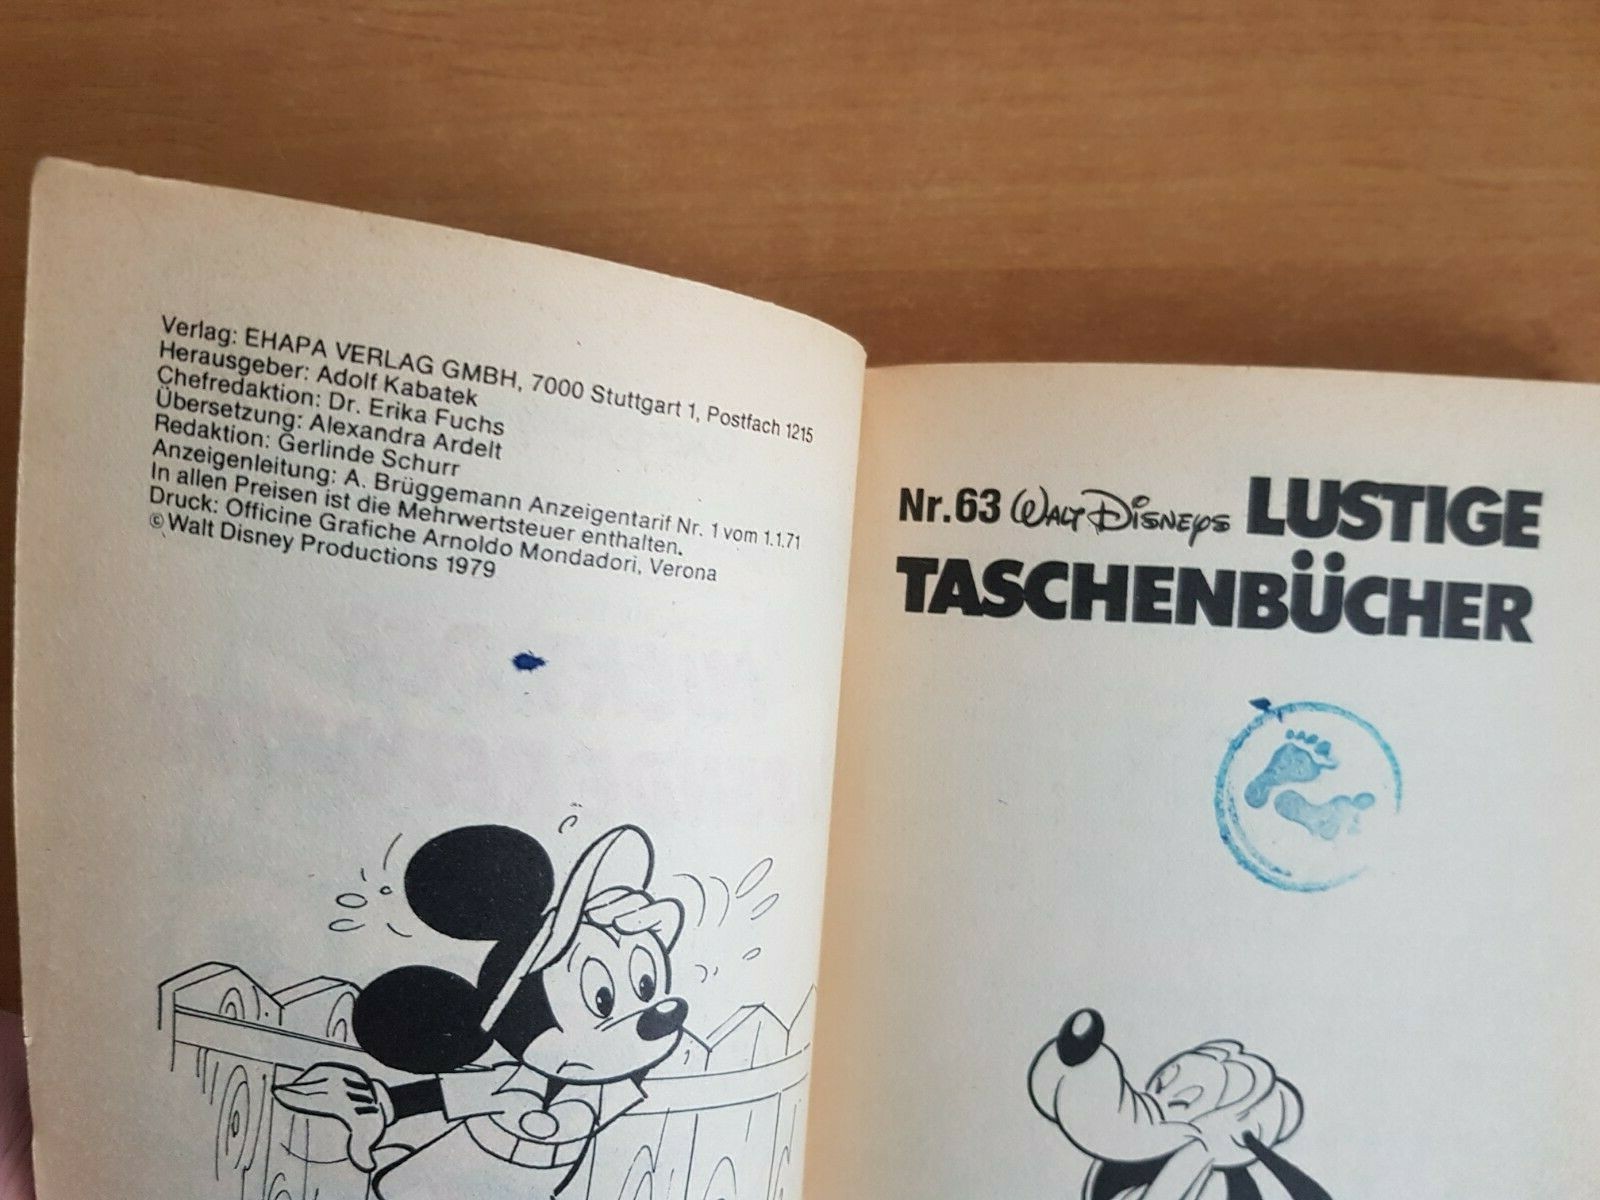 Verlag: EHAPA VERLAG GMBH, 7000 Stuttgart 1, Postfach 1215
Herausgeber: Adolf Kabatek
Chefredaktion: Dr. Erika Fuchs
Übersetzung: Alexandra Ardelt
Redaktion: Gerlinde Schurr
Anzeigenleitung: A. Brüggemann Anzeigentarif Nr. 1 vom 1.1.71
In allen Preisen ist die Mehrwertsteuer enthalten.
Druck: Officine Grafiche Arnoldo Mondadori, Verona
© Walt Disney Productions 1979
Nr. 63 WALT DISNEYS LUSTIGE
TASCHENBÜCHER